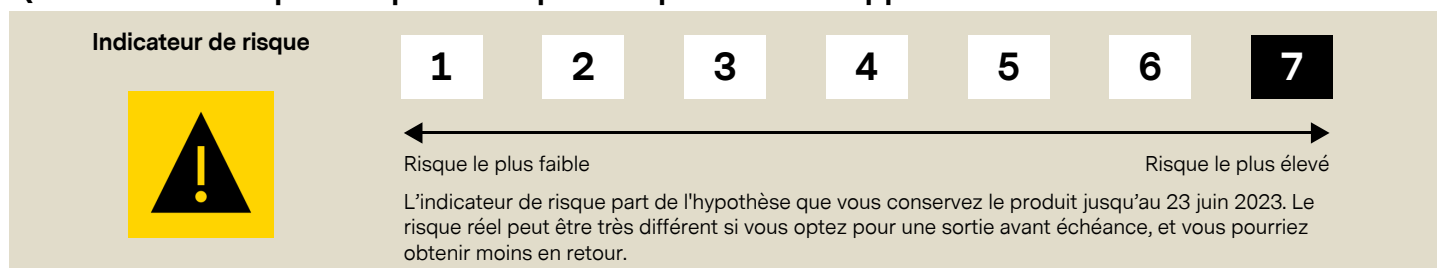 Indicateur de risque
1 2 3 4 5 6 7
Risque le plus faible
Risque le plus élevé
L'indicateur de risque part de l'hypothèse que vous conservez le produit jusqu'au 23 juin 2023. Le
risque réel peut être très différent si vous optez pour une sortie avant échéance, et vous pourriez
obtenir moins en retour.